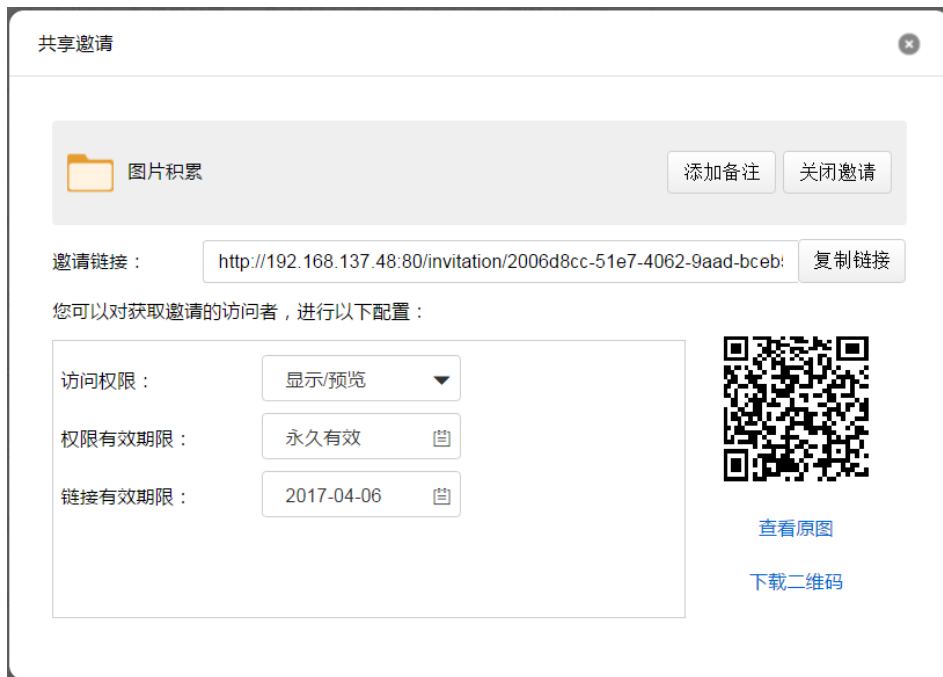 共享邀请
图片积累
添加备注
关闭邀请
邀请链接：
http://192.168.137.48:80/invitation/2006d8cc-51e7-4062-9aad-bceb
复制链接
您可以对获取邀请的访问者，进行以下配置：
访问权限：
显示/预览
权限有效期限：
永久有效
链接有效期限：
2017-04-06
查看原图
下载二维码